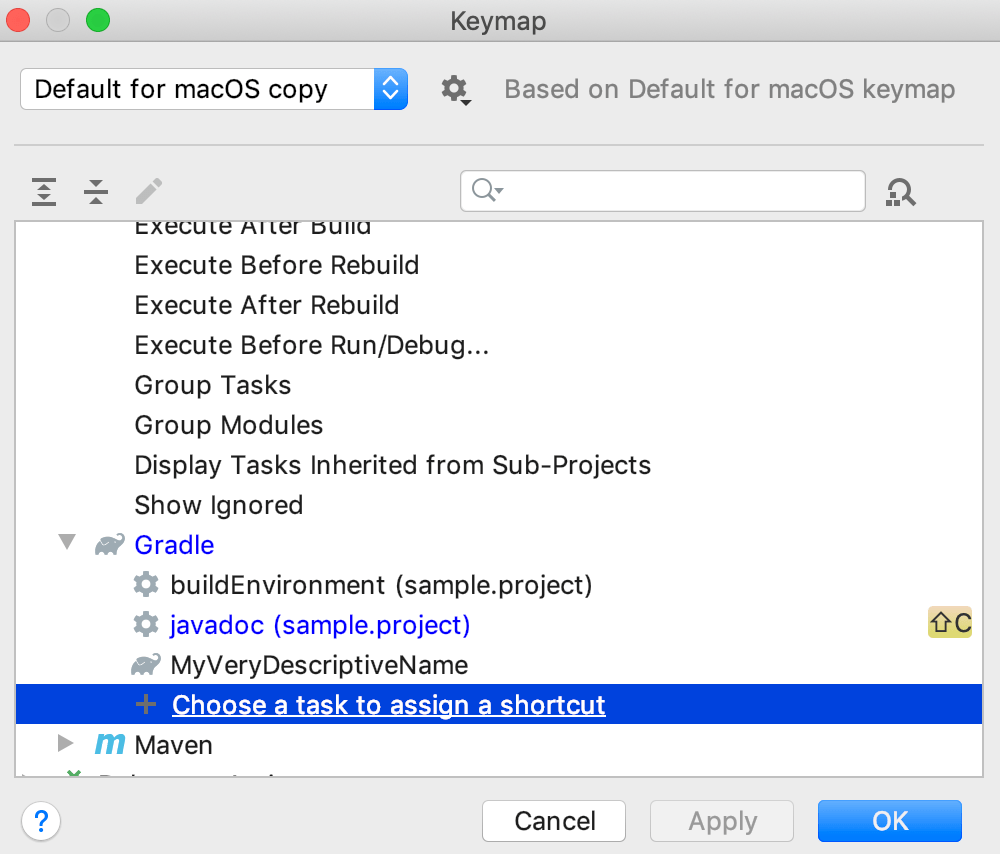 Keymap
Default for macOS copy
Based on Default for macOS keymap
Execute After Build
Execute Before Rebuild
Execute After Rebuild
Execute Before Run/Debug...
Group Tasks
Group Modules
Display Tasks Inherited from Sub-Projects
Show Ignored
Gradle
buildEnvironment (sample.project)
javadoc (sample.project) ⇧C
MyVeryDescriptiveName
Choose a task to assign a shortcut
m Maven
? Cancel Apply OK